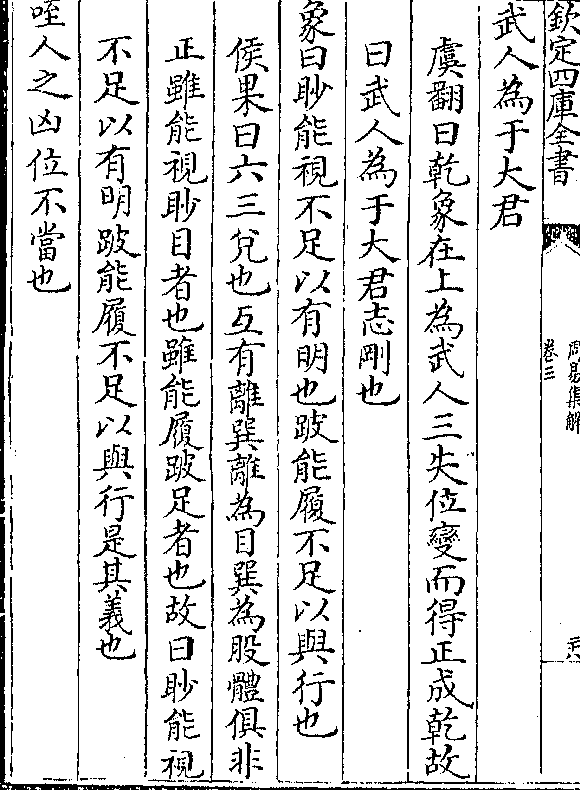 欽定四庫全書
周易集解
卷三
武人為于大君
虞翻曰乾象在上為武人三失位變而得正成乾故
曰武人為于大君志剛也
象曰眇能視不足以有明也跛能履不足以與行也
侯果曰六三兌也互有離巽離為目巽為股體俱非
正雖能視眇目者也雖能履跛足者也故曰眇能視
不足以有明跛能履不足以與行是其義也
咥人之凶位不當也